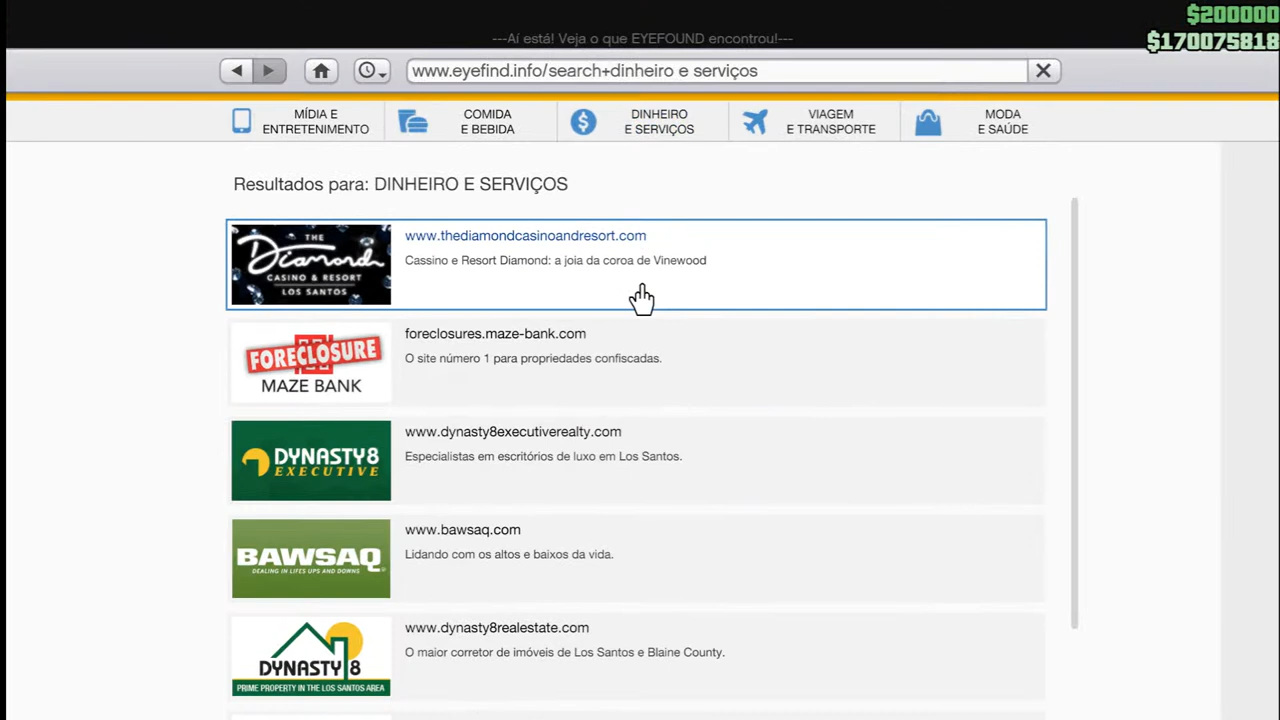 $200000
---Aí está! Veja o que EYEFOUND encontrou!---
$170075818
www.eyefind.info/search+dinheiro e serviços
MÍDIA E
ENTRETENIMENTO
COMIDA
E BEBIDA
DINHEIRO
E SERVIÇOS
VIAGEM
E TRANSPORTE
MODA
E SAÚDE
Resultados para: DINHEIRO E SERVIÇOS
THE
Diamond
CASINO & RESORT
LOS SANTOS
www.thediamondcasinoandresort.com
Cassino e Resort Diamond: a joia da coroa de Vinewood
FORECLOSURE
MAZE BANK
foreclosures.maze-bank.com
O site número 1 para propriedades confiscadas.
DYNASTY8
EXECUTIVE
www.dynasty8executiverealty.com
Especialistas em escritórios de luxo em Los Santos.
BAWSAQ
DEALING IN LIFE'S UPS AND DOWNS
www.bawsaq.com
Lidando com os altos e baixos da vida.
DYNASTY 8
PRIME PROPERTY IN THE LOS SANTOS AREA
www.dynasty8realestate.com
O maior corretor de imóveis de Los Santos e Blaine County.